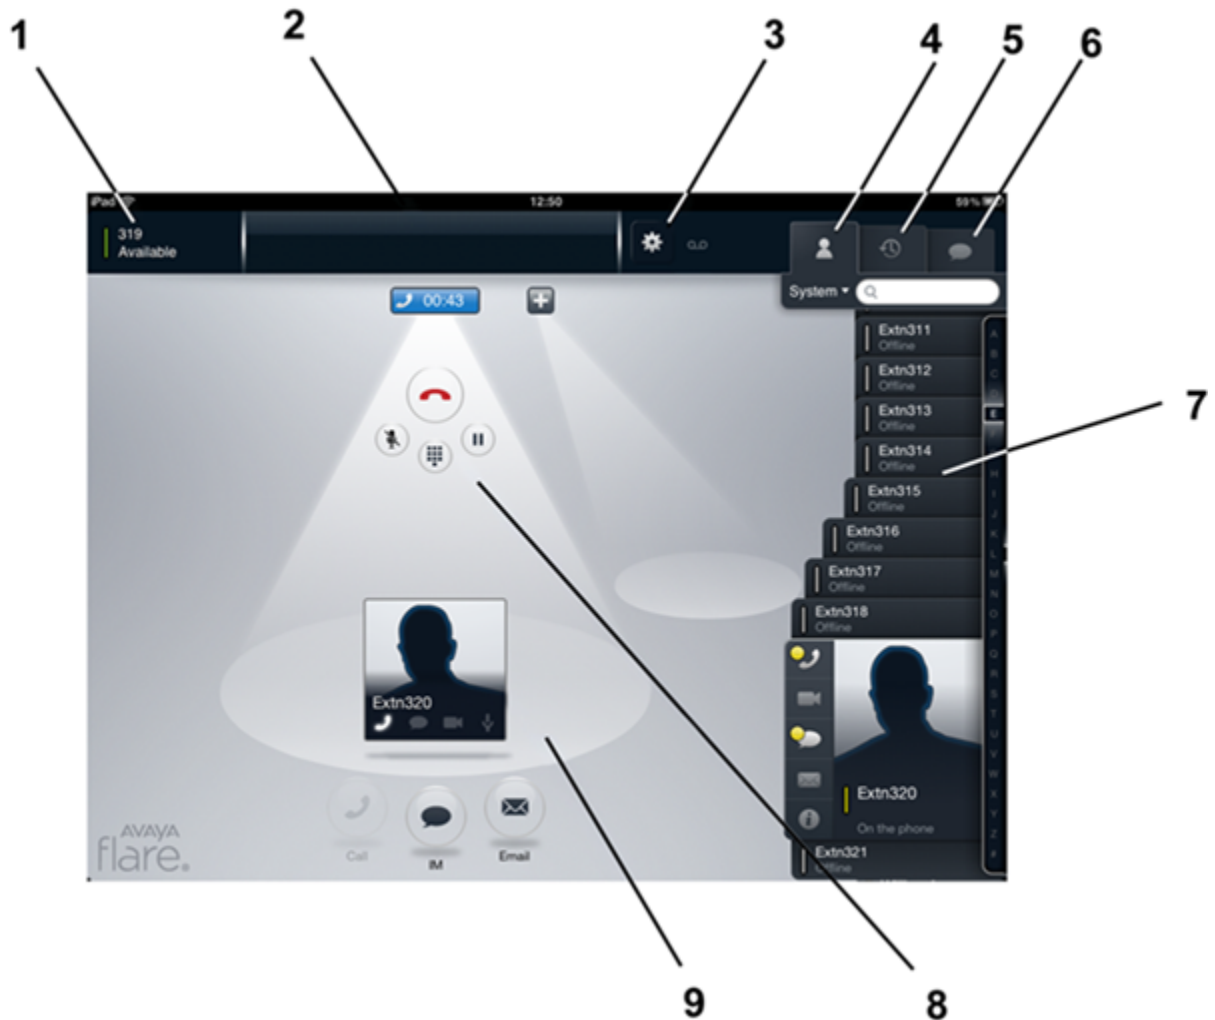 1
2
3
4
5
6
iPad
12:50
59%
319
Available
System
00:43
Extn311
Offline
Extn312
Offline
Extn313
Offline
Extn314
Offline
7
Extn315
Offline
Extn316
Offline
Extn317
Offline
Extn318
Offline
A
B
C
D
E
H
I
J
K
L
M
N
O
P
Q
R
S
T
U
V
W
X
Y
Z
#
Extn320
Extn320
On the phone
AVAYA
flare®
Call
IM
Email
Extn321
Offline
9
8